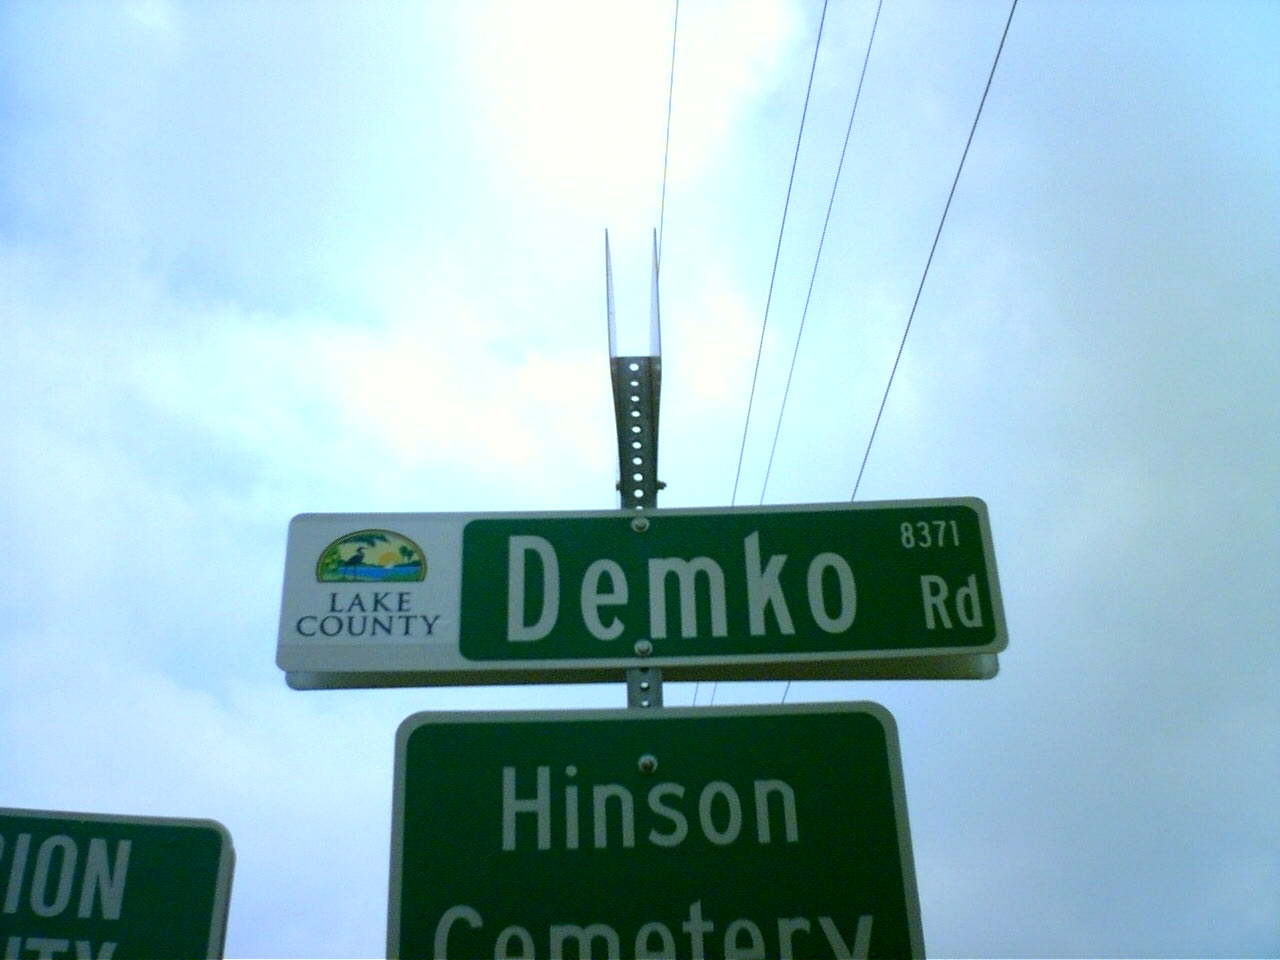 LAKE
COUNTY
Demko
8371
Rd
Hinson
Cemetery